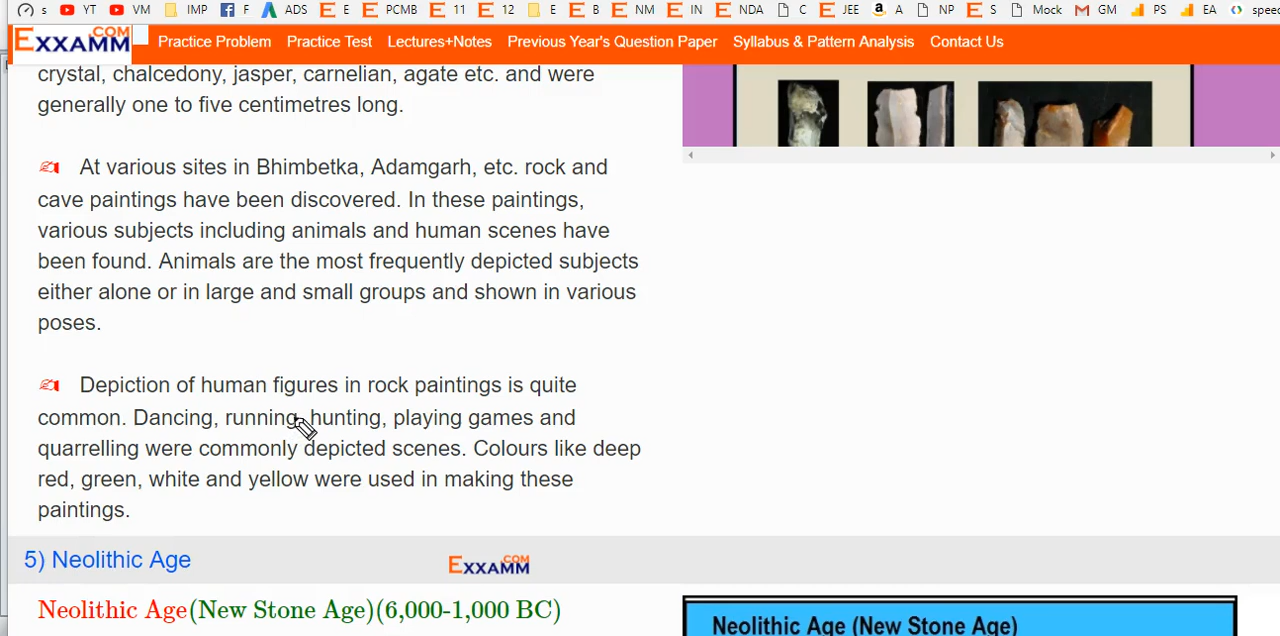 s YT VM IMP F ADS E PCMB 11 12 E B NM IN NDA C JEE A NP S Mock GM PS EA speed
EXXAMM .COM Practice Problem Practice Test Lectures+Notes Previous Year's Question Paper Syllabus & Pattern Analysis Contact Us
crystal, chalcedony, jasper, carnelian, agate etc. and were
generally one to five centimetres long.
At various sites in Bhimbetka, Adamgarh, etc. rock and
cave paintings have been discovered. In these paintings,
various subjects including animals and human scenes have
been found. Animals are the most frequently depicted subjects
either alone or in large and small groups and shown in various
poses.
Depiction of human figures in rock paintings is quite
common. Dancing, running, hunting, playing games and
quarrelling were commonly depicted scenes. Colours like deep
red, green, white and yellow were used in making these
paintings.
5) Neolithic Age EXXAMM .COM
Neolithic Age(New Stone Age)(6,000-1,000 BC)
Neolithic Age (New Stone Age)